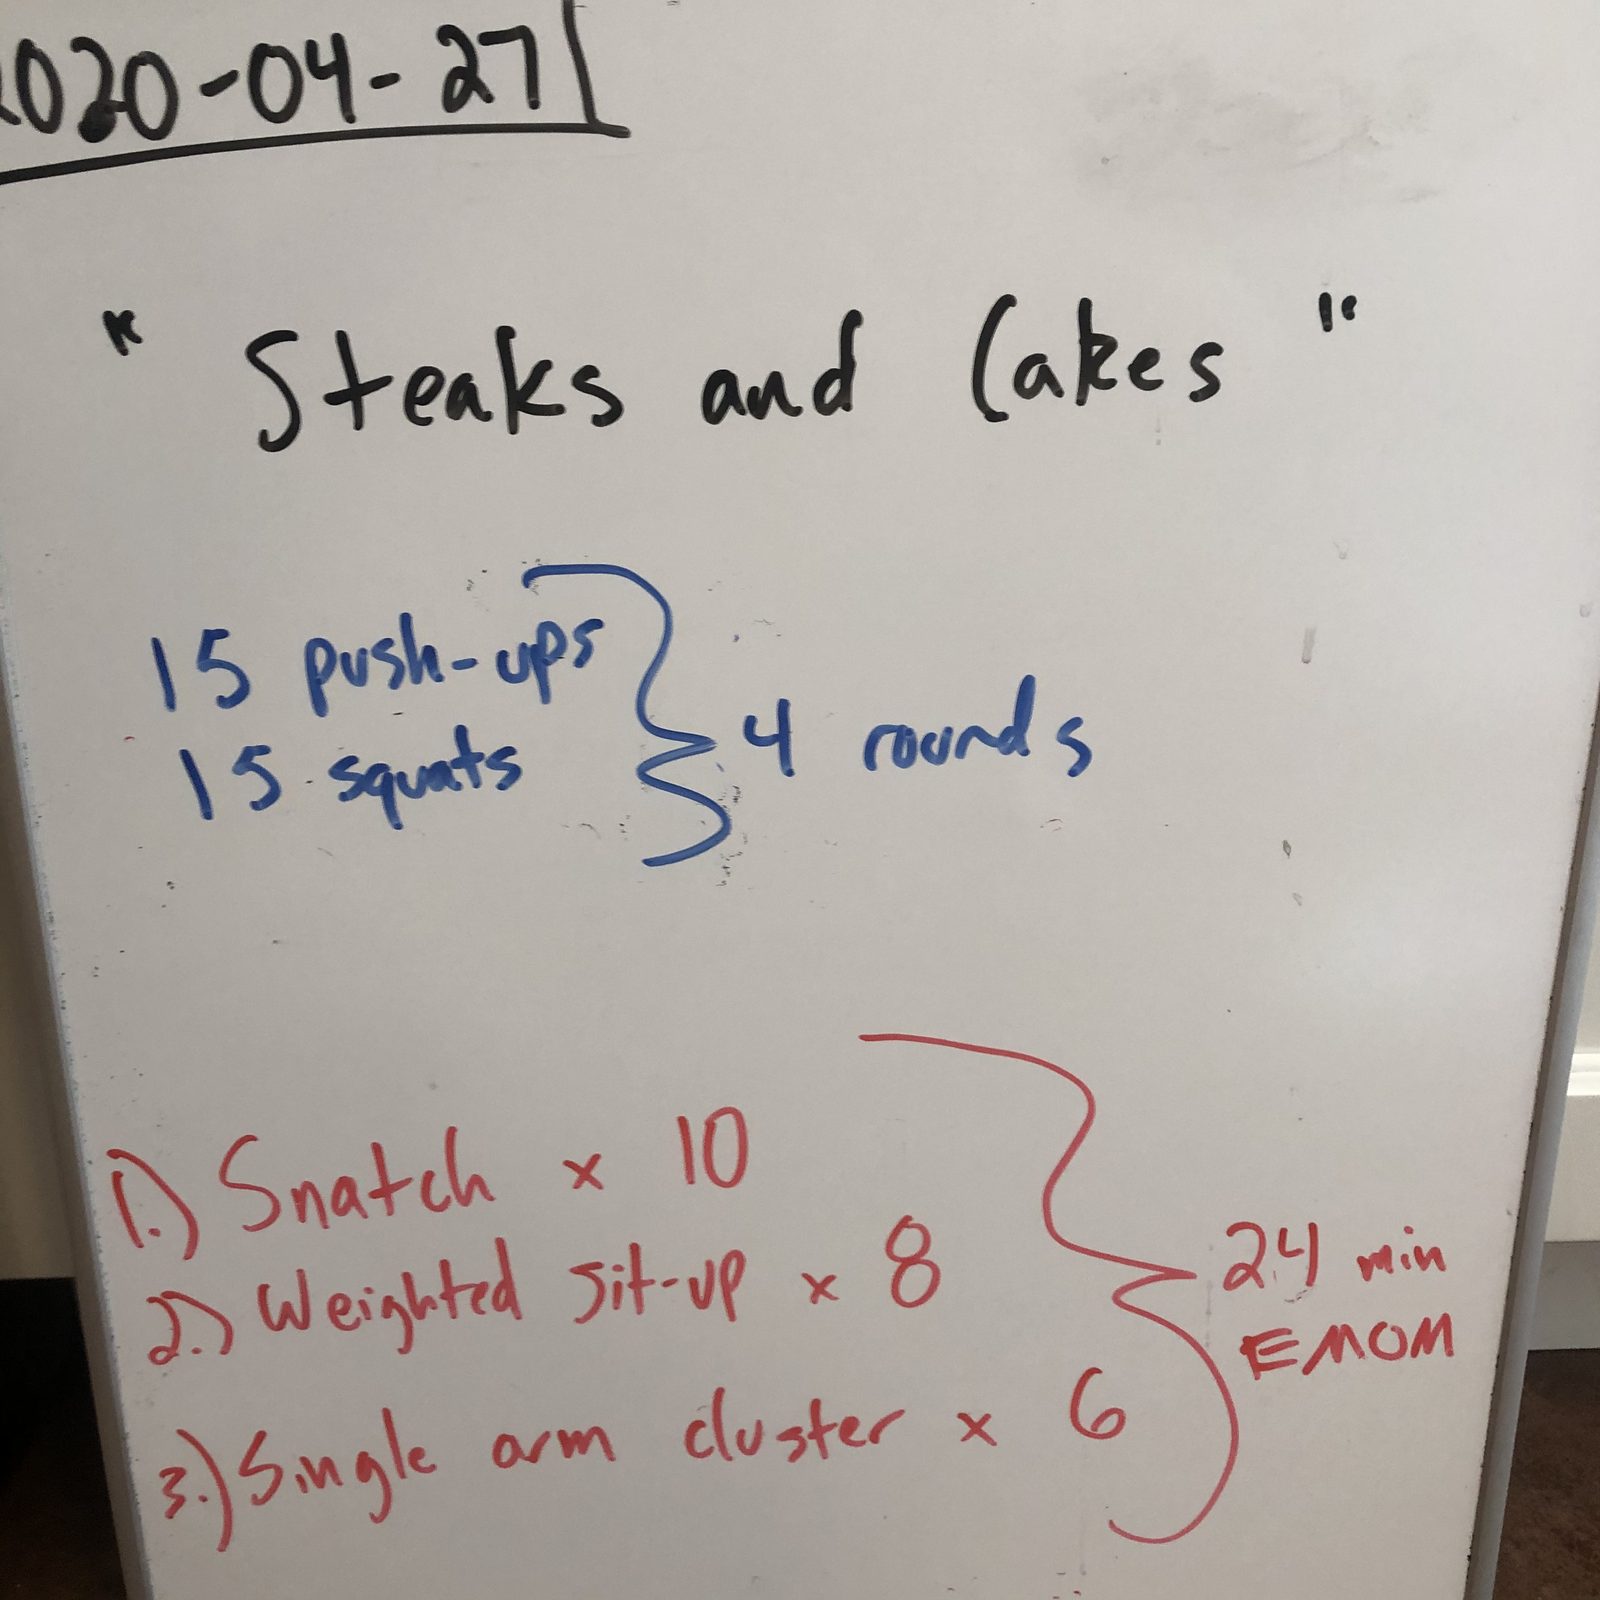 2020-04-27
"Steaks and Cakes"
15 push-ups
15 squats
4 rounds
1.) Snatch x 10
2.) Weighted sit-up x 8
3.) Single arm cluster x 6
24 min
EMOM